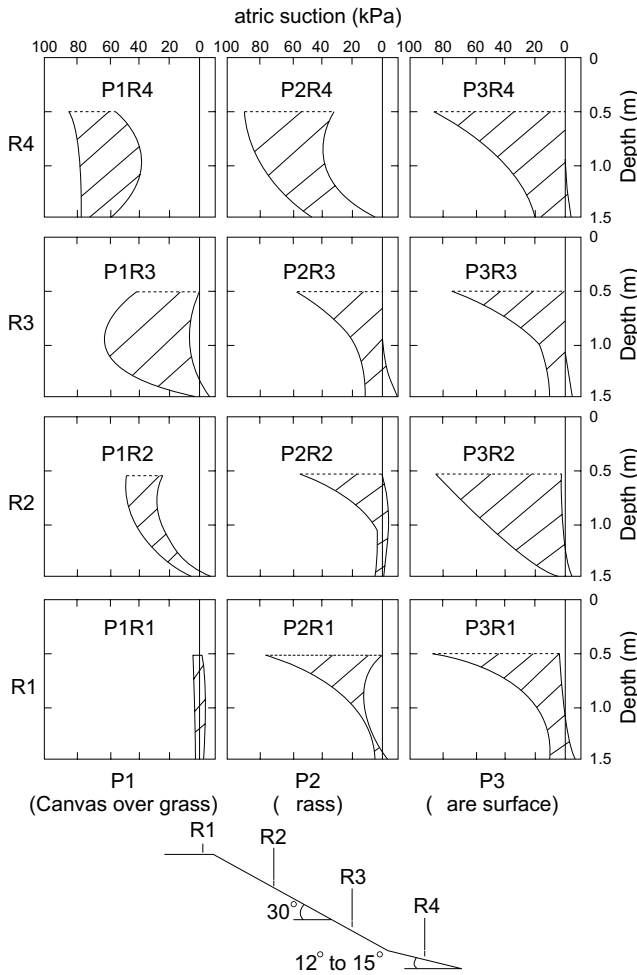 atric suction (kPa)
100 80 60 40 20 0 100 80 60 40 20 0 100 80 60 40 20 0
0
R4 P1R4 P2R4 P3R4
0.5
1.0
1.5
Depth (m)
0
R3 P1R3 P2R3 P3R3
0.5
1.0
1.5
Depth (m)
0
R2 P1R2 P2R2 P3R2
0.5
1.0
1.5
Depth (m)
0
R1 P1R1 P2R1 P3R1
0.5
1.0
1.5
Depth (m)
P1 P2 P3
(Canvas over grass) ( rass) ( are surface)
R1
R2
R3
R4
30°
12° to 15°